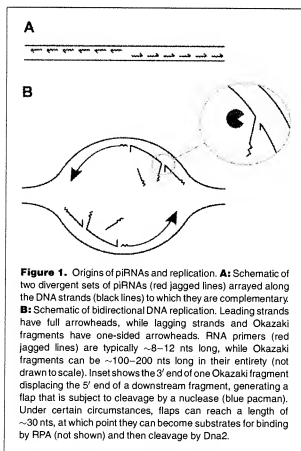 A
B
Figure 1. Origins of piRNAs and replication. A: Schematic of
two divergent sets of piRNAs (red jagged lines) arrayed along
the DNA strands (black lines) to which they are complementary.
B: Schematic of bidirectional DNA replication. Leading strands
have full arrowheads, while lagging strands and Okazaki
fragments have one-sided arrowheads. RNA primers (red
jagged lines) are typically ~8–12 nts long, while Okazaki
fragments can be ~100–200 nts long in their entirety (not
drawn to scale). Inset shows the 3′ end of one Okazaki fragment
displacing the 5′ end of a downstream fragment, generating a
flap that is subject to cleavage by a nuclease (blue pacman).
Under certain circumstances, flaps can reach a length of
~30 nts, at which point they can become substrates for binding
by RPA (not shown) and then cleavage by Dna2.